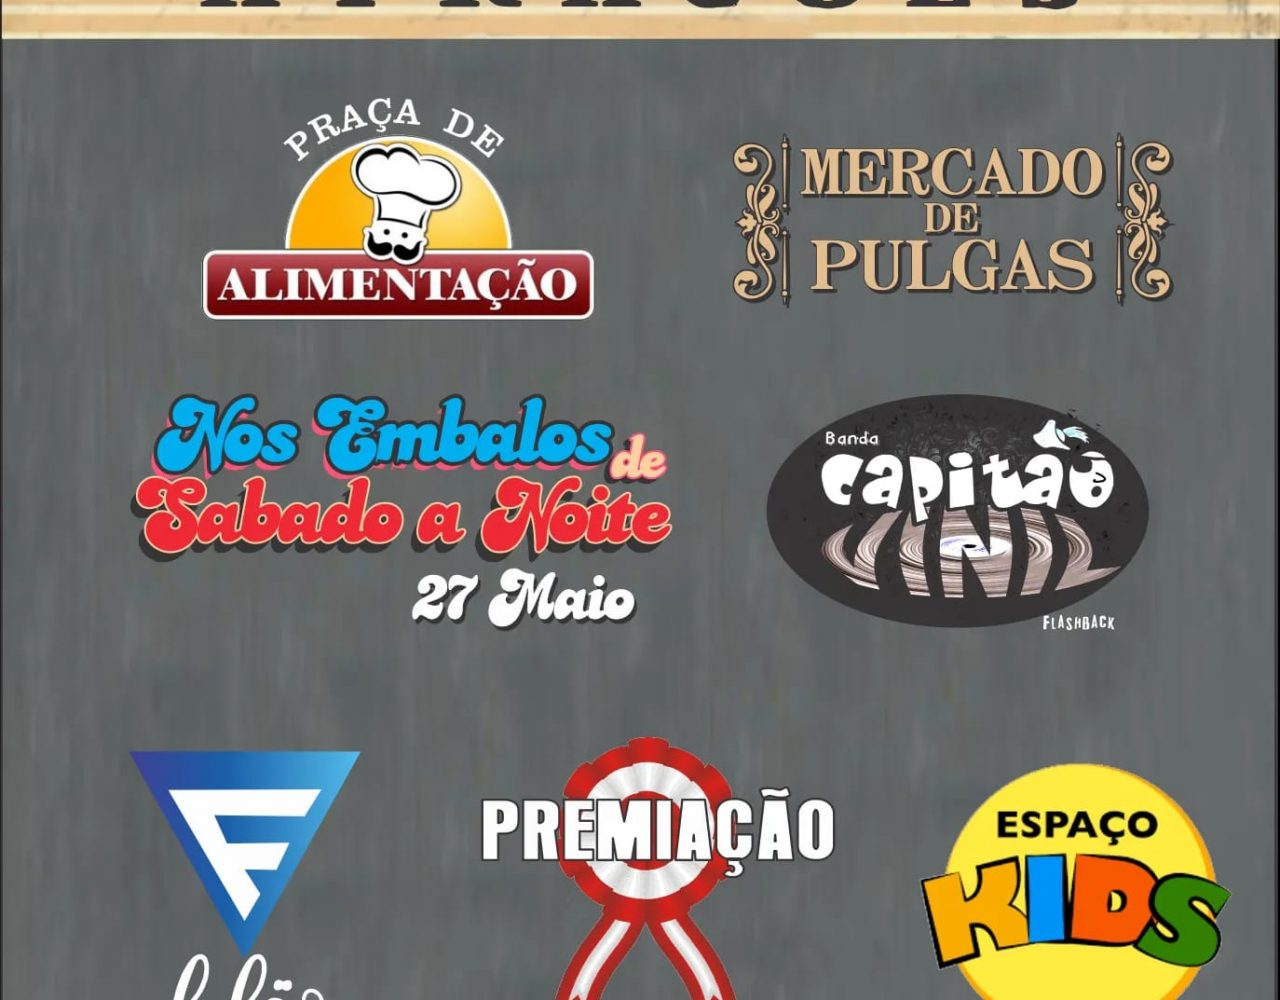 PRAÇA DE
ALIMENTAÇÃO
MERCADO
DE
PULGAS
Nos Embalos de
Sabado a Noite
27 Maio
Banda
Capitão
VINIL
FLASHBACK
F
PREMIAÇÃO
ESPAÇO
KIDS